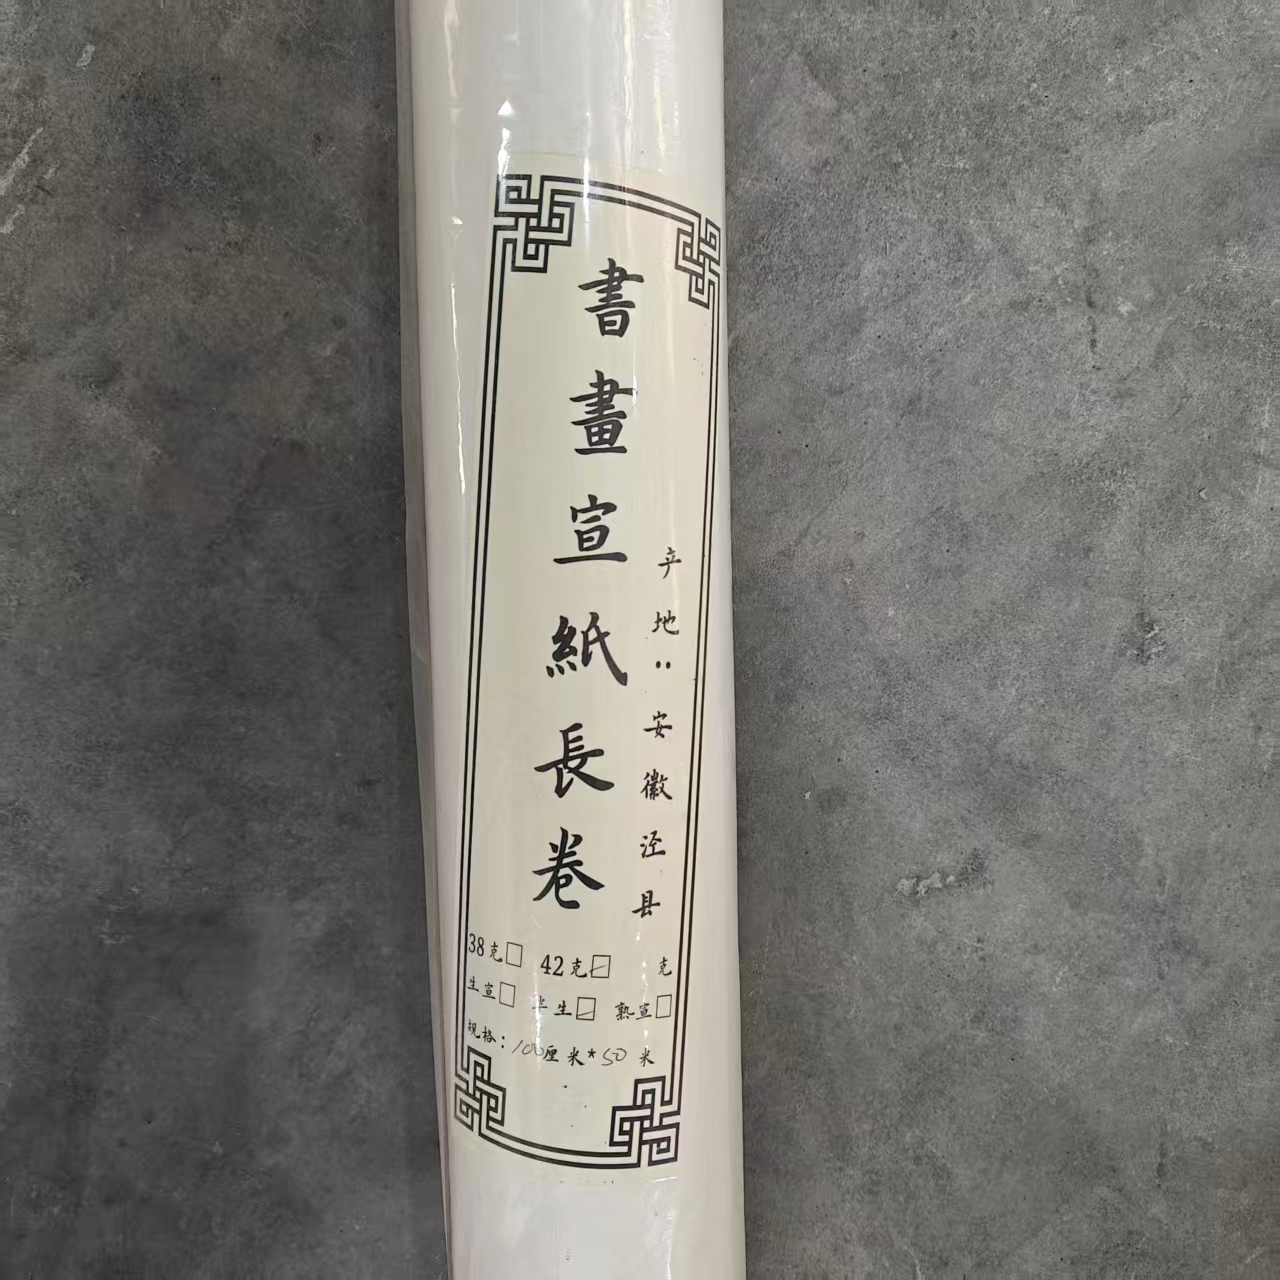 書畫宣紙長卷
产地：安徽泾县
38克□ 42克☑ 克
生宣□ 半生☑ 熟宣□
规格：100厘米*50米